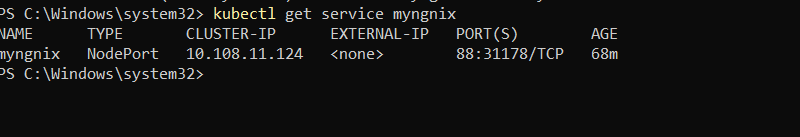 PS C:\Windows\system32> kubectl get service myngnix
NAME      TYPE       CLUSTER-IP      EXTERNAL-IP   PORT(S)        AGE
myngnix   NodePort   10.108.11.124   <none>        88:31178/TCP   68m
PS C:\Windows\system32>